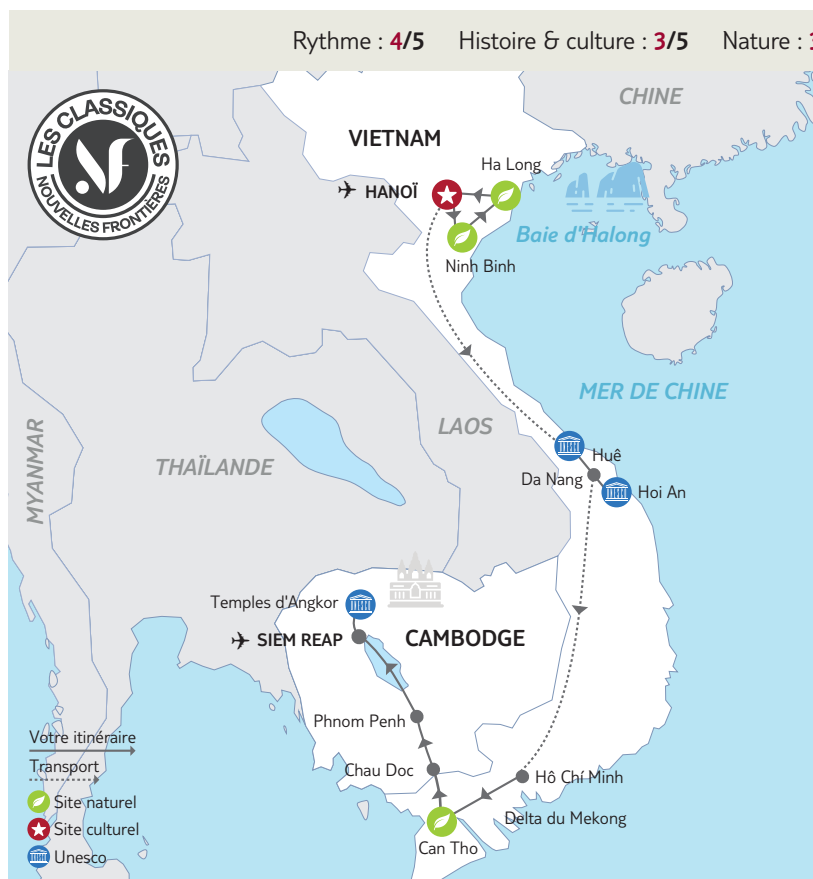 Rythme : 4/5 Histoire & culture : 3/5 Nature : 3
LES CLASSIQUES
NF
NOUVELLES FRONTIÈRES
CHINE
VIETNAM
Ha Long
HANOÏ
Baie d'Halong
Ninh Binh
MER DE CHINE
LAOS
MYANMAR
THAÏLANDE
Huê
Da Nang
Hoi An
Temples d'Angkor
SIEM REAP
CAMBODGE
Phnom Penh
Votre itinéraire
Transport
Chau Doc
Hô Chí Minh
Site naturel
Delta du Mekong
Site culturel
Can Tho
Unesco